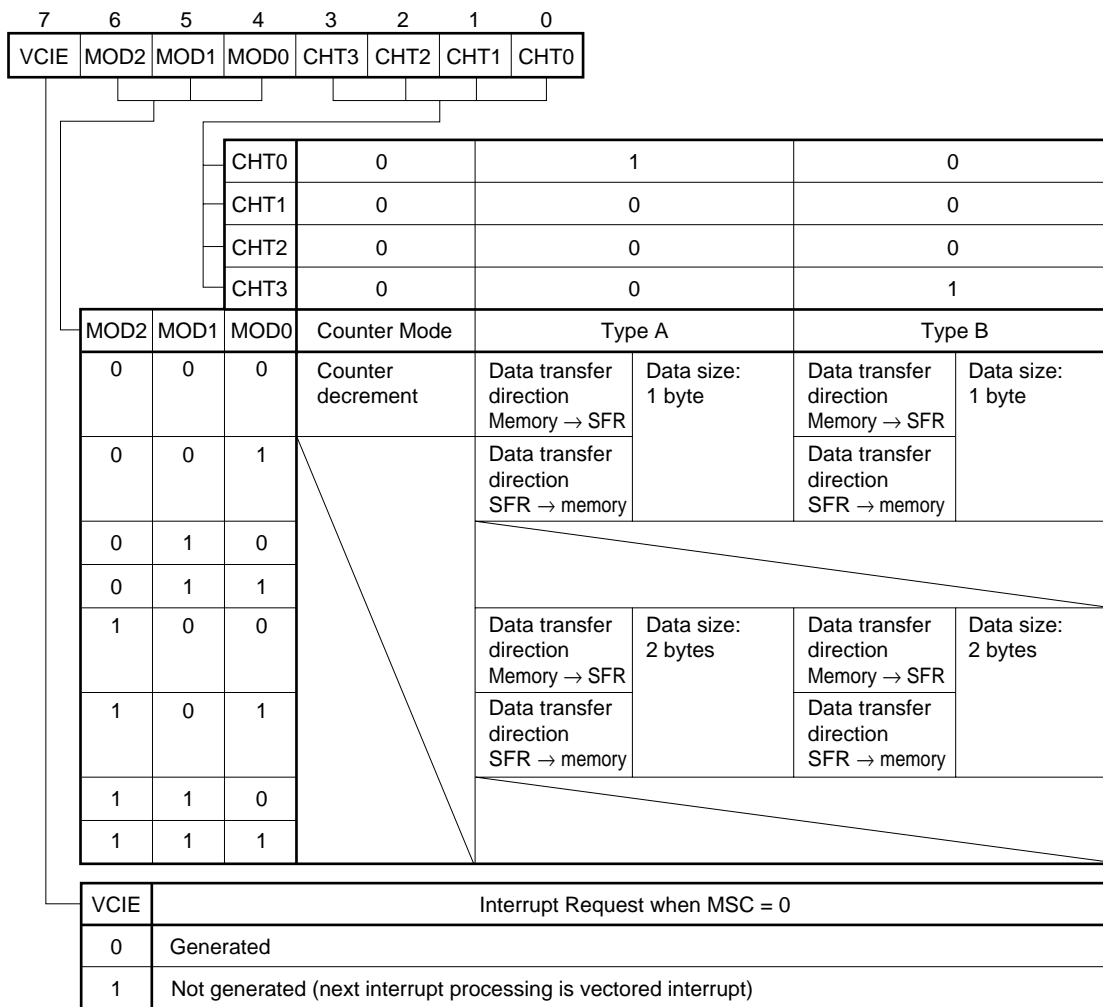 7 6 5 4 3 2 1 0
VCIE MOD2 MOD1 MOD0 CHT3 CHT2 CHT1 CHT0
CHT0 0 1 0
CHT1 0 0 0
CHT2 0 0 0
CHT3 0 0 1
MOD2 MOD1 MOD0 Counter Mode Type A Type B
0 0 0 Counter Data transfer Data size: Data transfer Data size:
decrement direction 1 byte direction 1 byte
Memory → SFR Memory → SFR
0 0 1 Data transfer Data transfer
direction direction
SFR → memory SFR → memory
0 1 0
0 1 1
1 0 0 Data transfer Data size: Data transfer Data size:
direction 2 bytes direction 2 bytes
Memory → SFR Memory → SFR
1 0 1 Data transfer Data transfer
direction direction
SFR → memory SFR → memory
1 1 0
1 1 1
VCIE Interrupt Request when MSC = 0
0 Generated
1 Not generated (next interrupt processing is vectored interrupt)